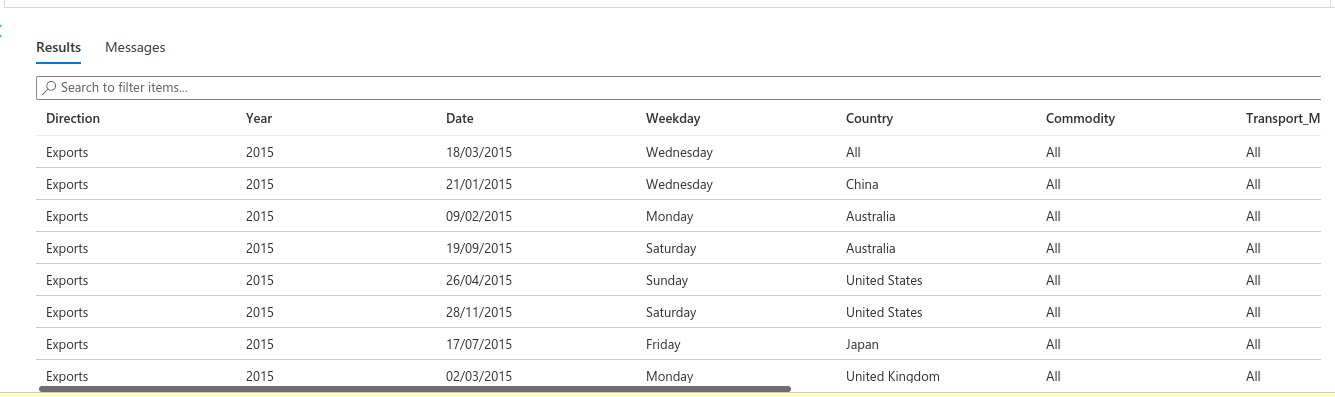 Results Messages
Search to filter items...
Direction Year Date Weekday Country Commodity Transport_M
Exports 2015 18/03/2015 Wednesday All All All
Exports 2015 21/01/2015 Wednesday China All All
Exports 2015 09/02/2015 Monday Australia All All
Exports 2015 19/09/2015 Saturday Australia All All
Exports 2015 26/04/2015 Sunday United States All All
Exports 2015 28/11/2015 Saturday United States All All
Exports 2015 17/07/2015 Friday Japan All All
Exports 2015 02/03/2015 Monday United Kingdom All All